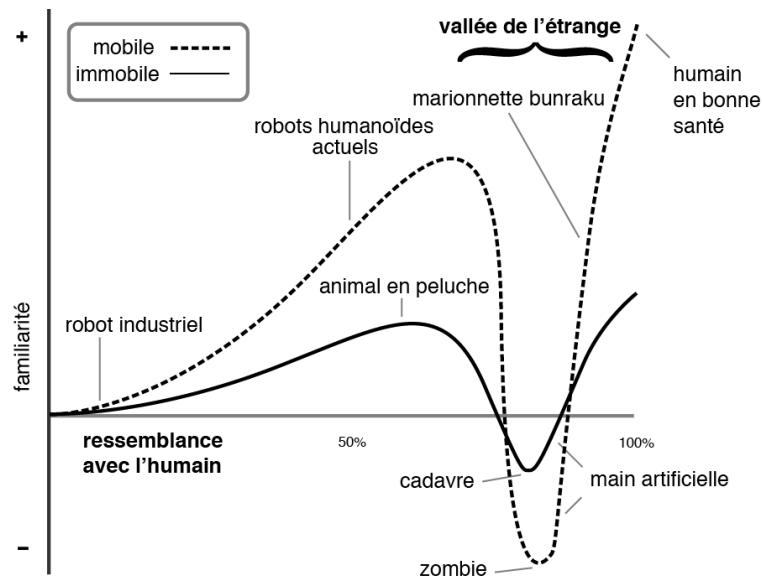 +
vallée de l'étrange
mobile
immobile
humain
en bonne
santé
marionnette bunraku
robots humanoïdes
actuels
animal en peluche
robot industriel
familiarité
ressemblance
avec l'humain
50%
100%
cadavre
main artificielle
–
zombie